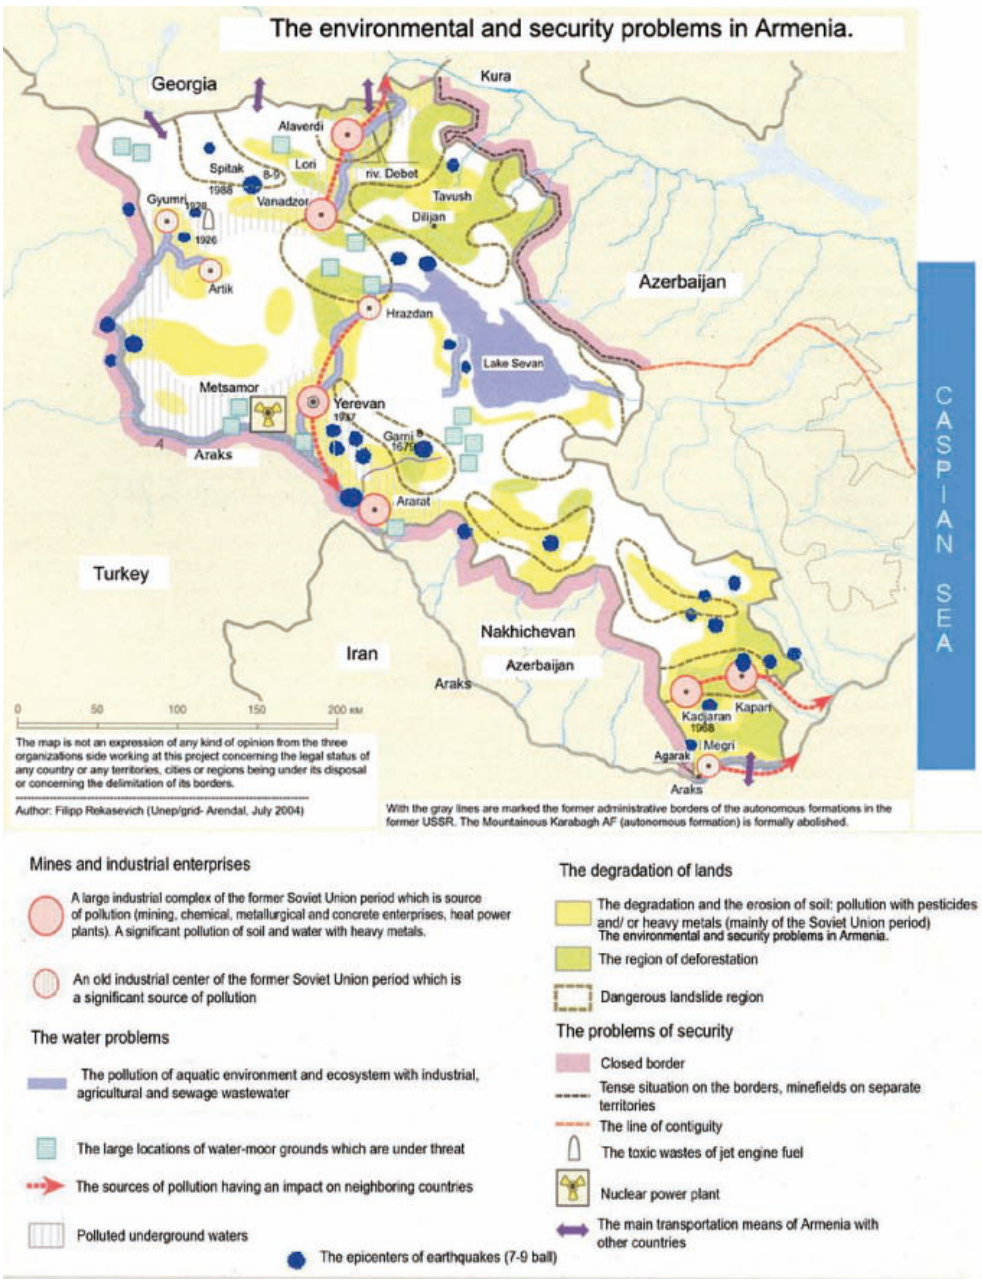 The environmental and security problems in Armenia.
Georgia
Kura
Alaverdi
Lori
riv. Debet
Spitak
8-9
1988
Vanadzor
Tavush
Dilijan
Gyumri
1928
1926
Artik
Azerbaijan
Hrazdan
Lake Sevan
Metsamor
Yerevan
1937
Garni
1679
Araks
Ararat
CASPIAN SEA
Turkey
Nakhichevan
Iran
Azerbaijan
Araks
Kapan
Kadjaran
1968
Megri
Agarak
Araks
0 50 100 150 200 KM
The map is not an expression of any kind of opinion from the three
organizations side working at this project concerning the legal status of
any country or any territories, cities or regions being under its disposal
or concerning the delimitation of its borders.
Author: Filipp Rekasevich (Unep/grid- Arendal, July 2004)
With the gray lines are marked the former administrative borders of the autonomous formations in the
former USSR. The Mountainous Karabagh AF (autonomous formation) is formally abolished.
Mines and industrial enterprises
A large industrial complex of the former Soviet Union period which is source
of pollution (mining, chemical, metallurgical and concrete enterprises, heat power
plants). A significant pollution of soil and water with heavy metals.
An old industrial center of the former Soviet Union period which is
a significant source of pollution
The water problems
The pollution of aquatic environment and ecosystem with industrial,
agricultural and sewage wastewater
The large locations of water-moor grounds which are under threat
The sources of pollution having an impact on neighboring countries
Polluted underground waters
The epicenters of earthquakes (7-9 ball)
The degradation of lands
The degradation and the erosion of soil: pollution with pesticides
and/ or heavy metals (mainly of the Soviet Union period)
The environmental and security problems in Armenia.
The region of deforestation
Dangerous landslide region
The problems of security
Closed border
Tense situation on the borders, minefields on separate
territories
The line of contiguity
The toxic wastes of jet engine fuel
Nuclear power plant
The main transportation means of Armenia with
other countries